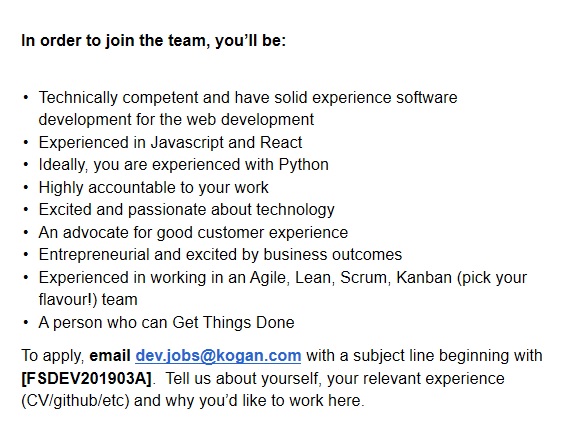 In order to join the team, you’ll be:
• Technically competent and have solid experience software
development for the web development
• Experienced in Javascript and React
• Ideally, you are experienced with Python
• Highly accountable to your work
• Excited and passionate about technology
• An advocate for good customer experience
• Entrepreneurial and excited by business outcomes
• Experienced in working in an Agile, Lean, Scrum, Kanban (pick your
flavour!) team
• A person who can Get Things Done
To apply, email dev.jobs@kogan.com with a subject line beginning with
[FSDEV201903A].  Tell us about yourself, your relevant experience
(CV/github/etc) and why you’d like to work here.